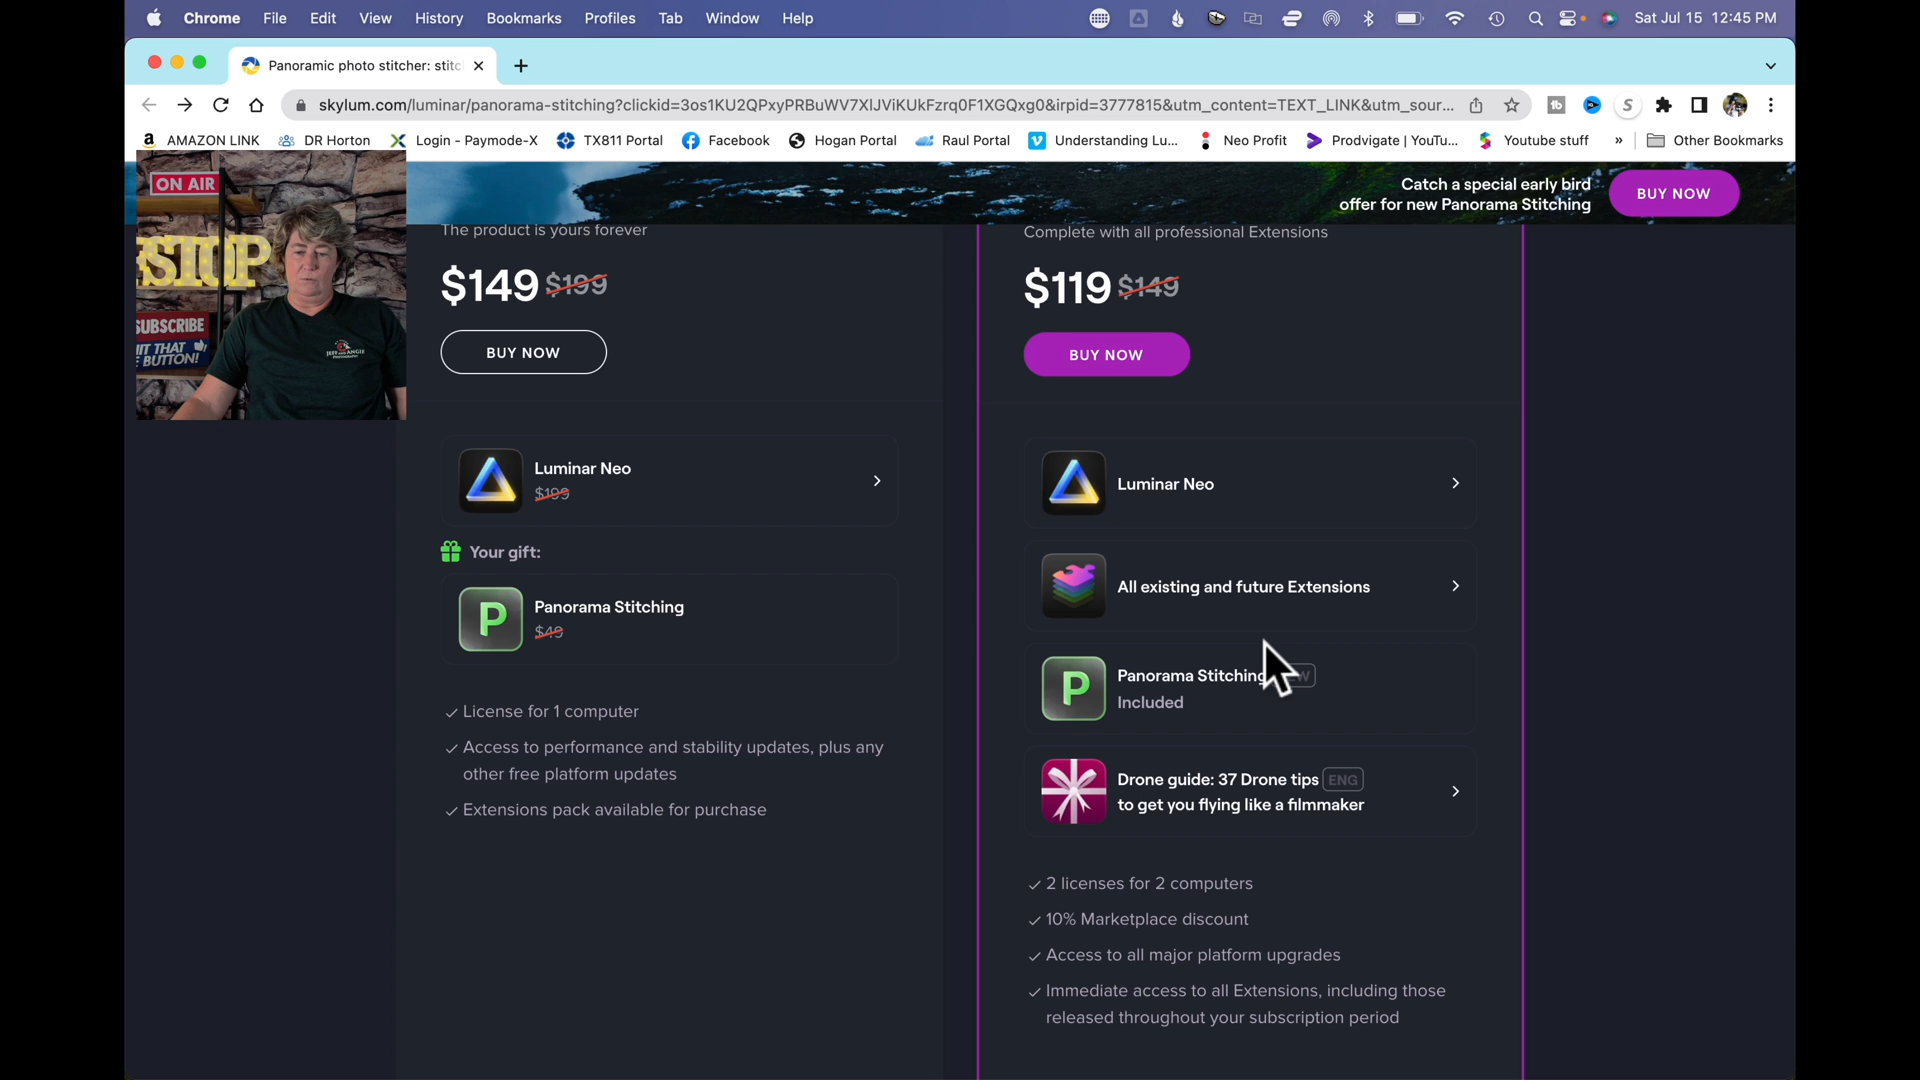 Chrome File Edit View History Bookmarks Profiles Tab Window Help Sat Jul 15 12:45 PM
Panoramic photo stitcher: stitc
skylum.com/luminar/panorama-stitching?clickid=3os1KU2QPxyPRBuWV7XIJViKUkFzrq0F1XGQxg0&irpid=3777815&utm_content=TEXT_LINK&utm_sour...
AMAZON LINK DR Horton Login - Paymode-X TX811 Portal Facebook Hogan Portal Raul Portal Understanding Lu... Neo Profit Prodvigate | YouTu... Youtube stuff » Other Bookmarks
ON AIR
STOP
SUBSCRIBE
HIT THAT
BUTTON!
JEFF AND ANGIE
Catch a special early bird
offer for new Panorama Stitching
BUY NOW
The product is yours forever
$149 $199
BUY NOW
Luminar Neo
$199
Your gift:
P
Panorama Stitching
$49
License for 1 computer
Access to performance and stability updates, plus any
other free platform updates
Extensions pack available for purchase
Complete with all professional Extensions
$119 $149
BUY NOW
Luminar Neo
All existing and future Extensions
P
Panorama Stitching
Included
Drone guide: 37 Drone tips ENG
to get you flying like a filmmaker
2 licenses for 2 computers
10% Marketplace discount
Access to all major platform upgrades
Immediate access to all Extensions, including those
released throughout your subscription period